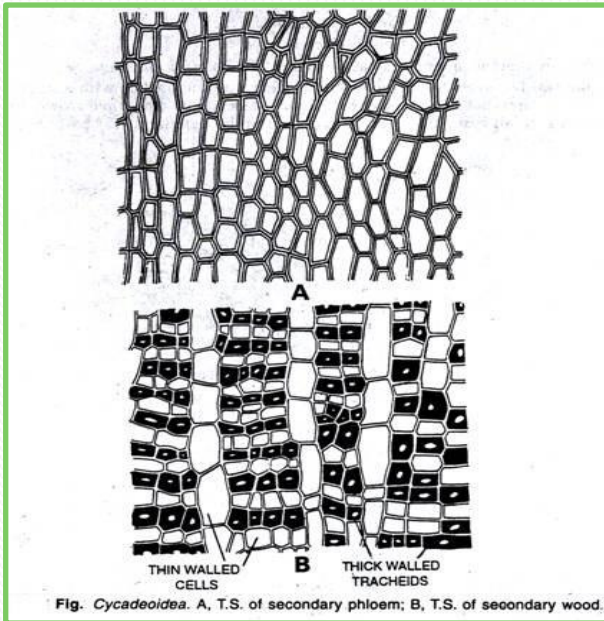 A
THIN WALLED
CELLS
B
THICK WALLED
TRACHEIDS
Fig. Cycadeoidea. A, T.S. of secondary phloem; B, T.S. of secondary wood.